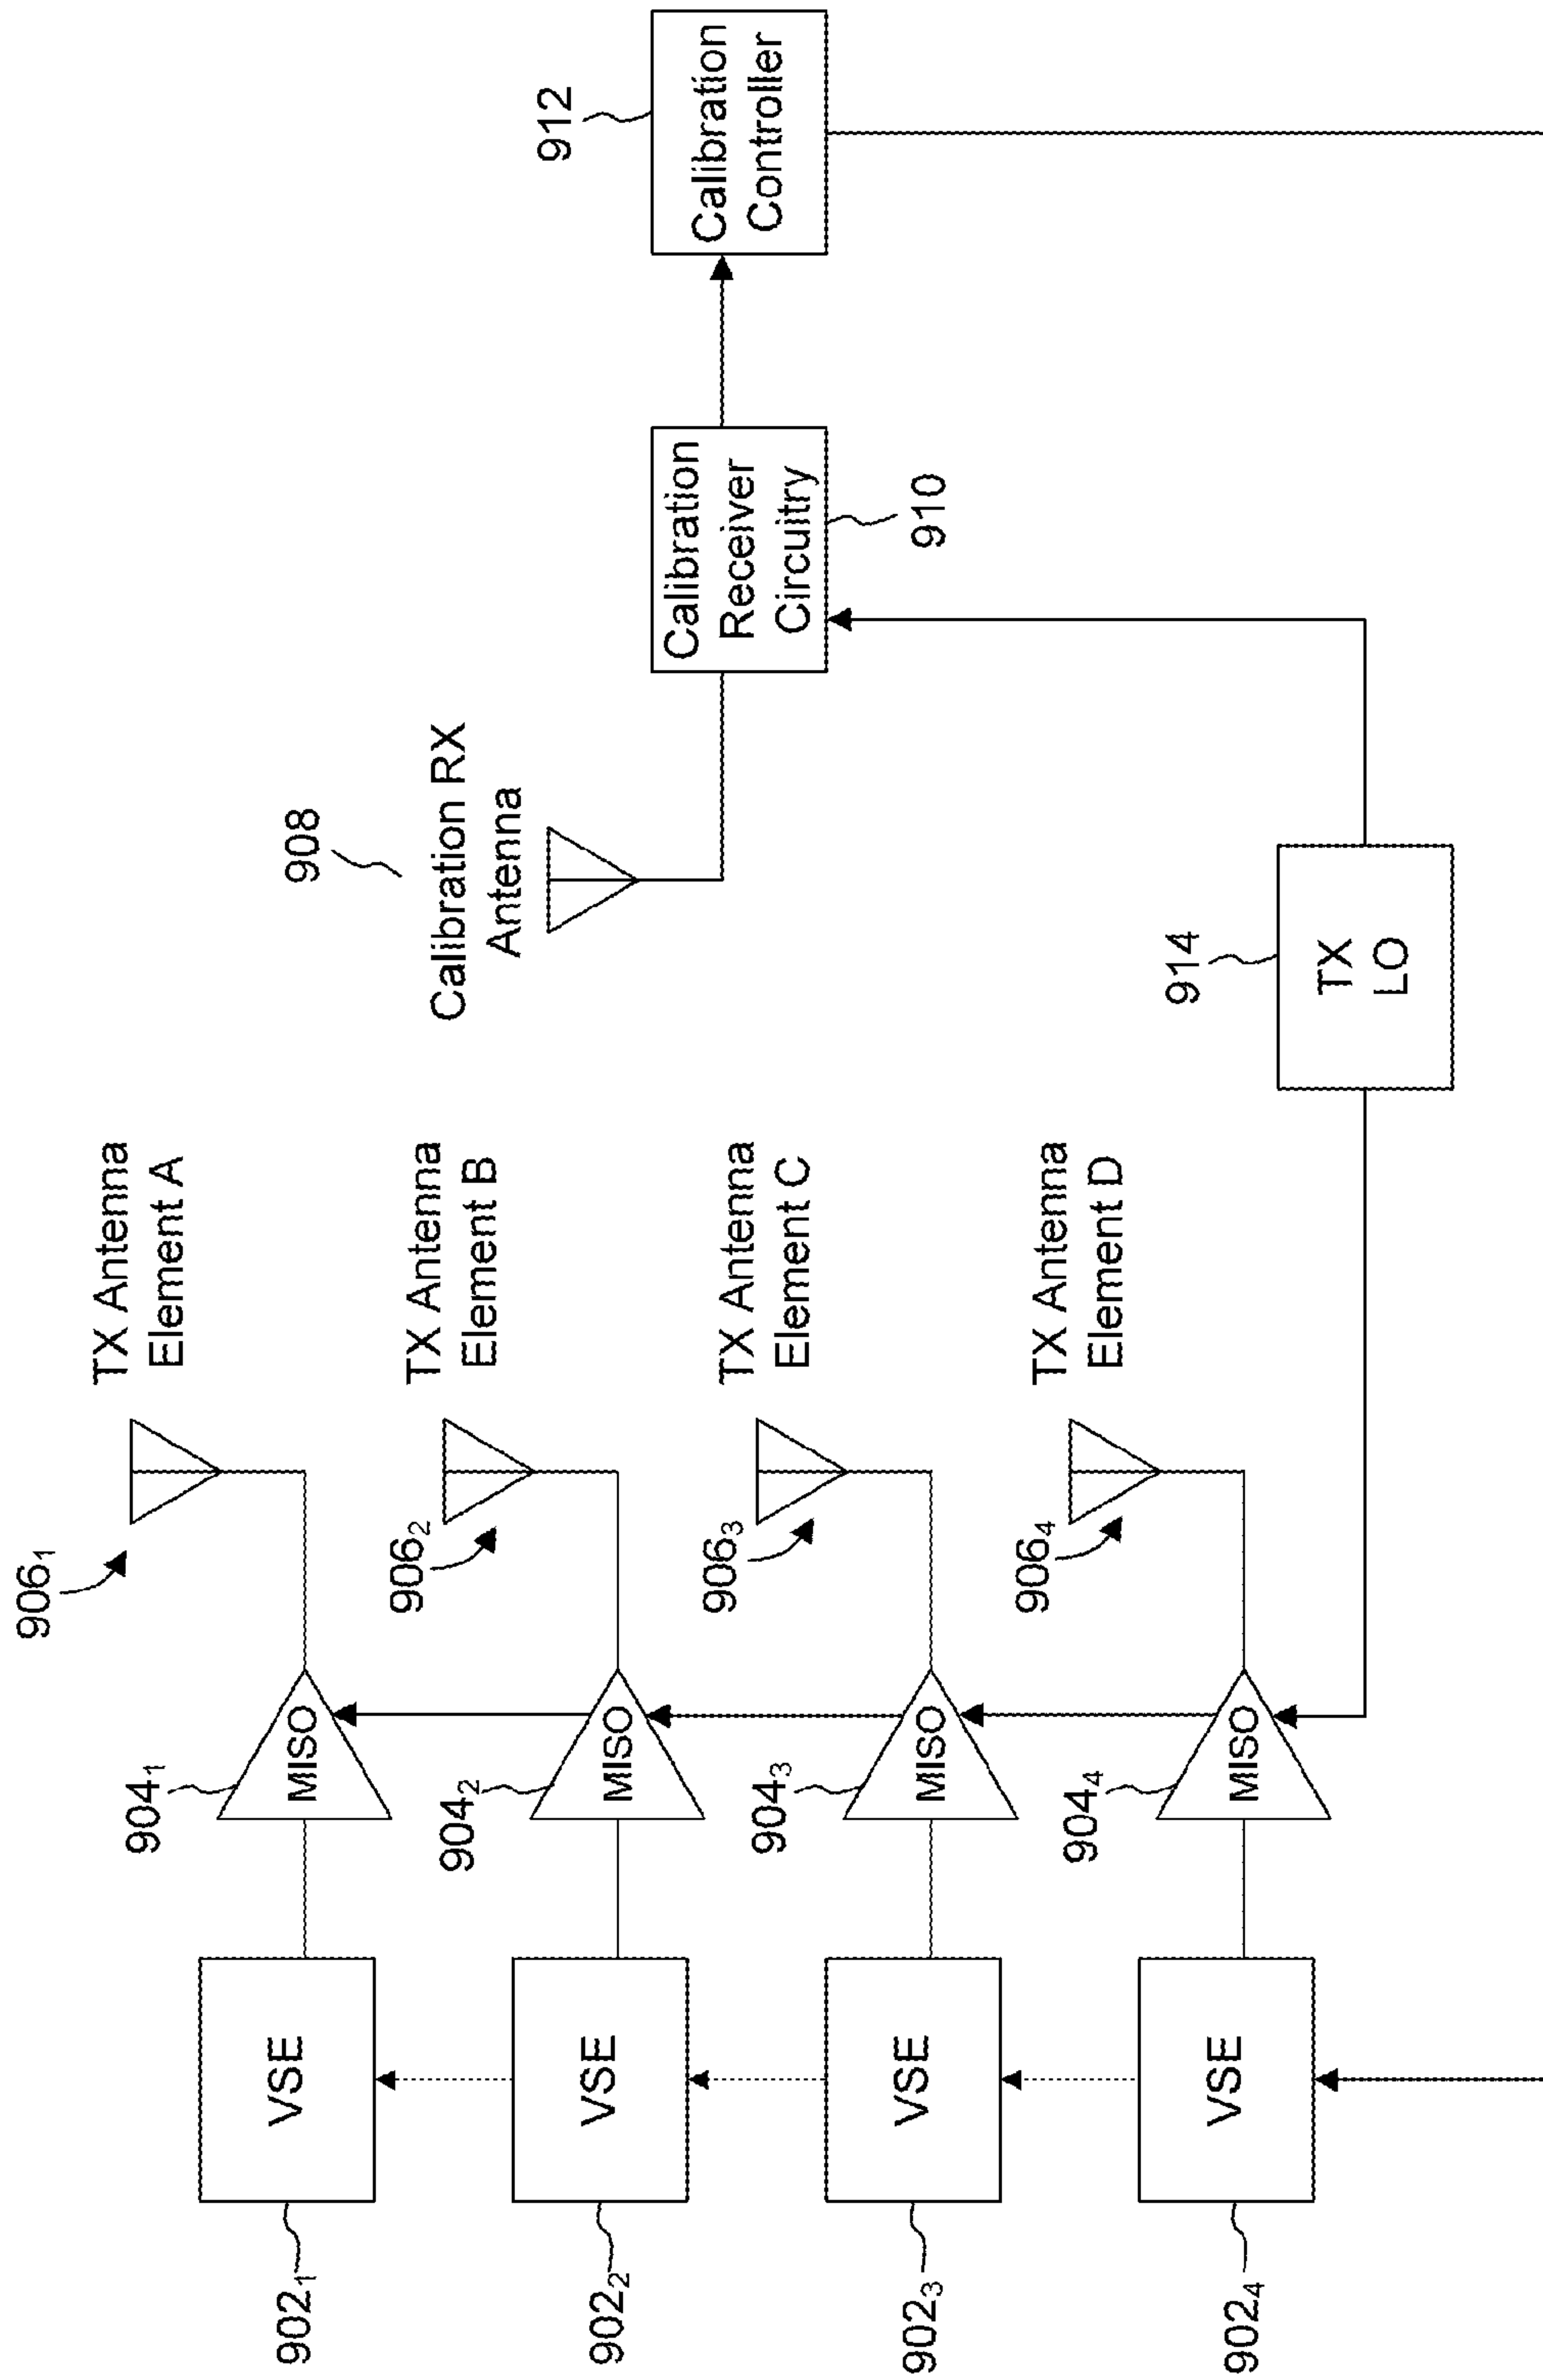 906₁
TX Antenna
Element A
904₁
MISO
VSE
902₁
906₂
TX Antenna
Element B
904₂
MISO
VSE
902₂
906₃
TX Antenna
Element C
904₃
MISO
VSE
902₃
906₄
TX Antenna
Element D
904₄
MISO
VSE
902₄
908
Calibration RX
Antenna
Calibration
Receiver
Circuitry
910
912
Calibration
Controller
914
TX
LO